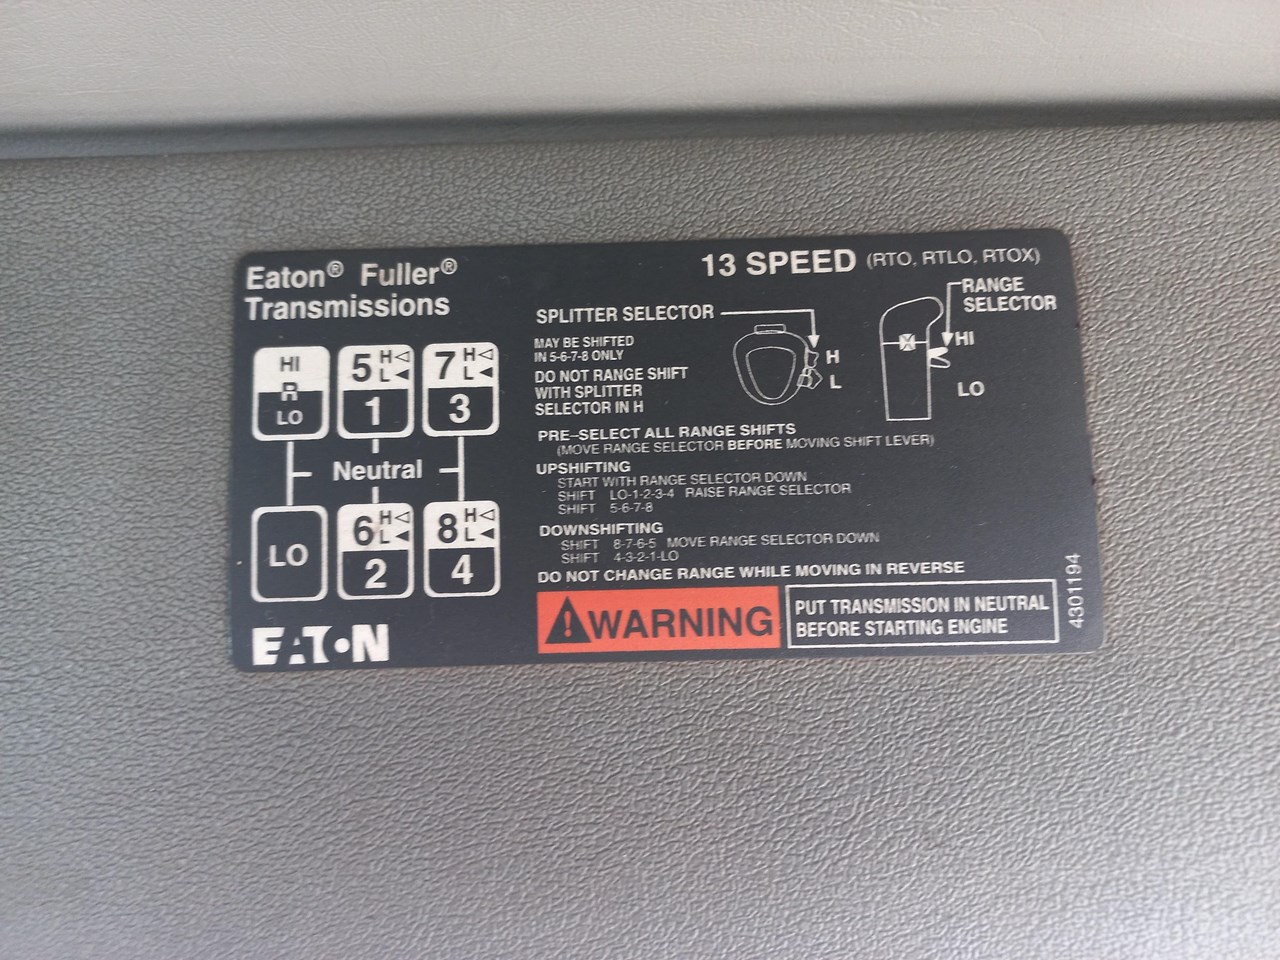 Eaton® Fuller®
Transmissions
13 SPEED (RTO, RTLO, RTOX)
HI
R
LO
5 H L
1
7 H L
3
Neutral
LO
6 H L
2
8 H L
4
EATON
SPLITTER SELECTOR
MAY BE SHIFTED
IN 5-6-7-8 ONLY
DO NOT RANGE SHIFT
WITH SPLITTER
SELECTOR IN H
H
L
RANGE
SELECTOR
HI
LO
PRE-SELECT ALL RANGE SHIFTS
(MOVE RANGE SELECTOR BEFORE MOVING SHIFT LEVER)
UPSHIFTING
START WITH RANGE SELECTOR DOWN
SHIFT LO-1-2-3-4 RAISE RANGE SELECTOR
SHIFT 5-6-7-8
DOWNSHIFTING
SHIFT 8-7-6-5 MOVE RANGE SELECTOR DOWN
SHIFT 4-3-2-1-LO
DO NOT CHANGE RANGE WHILE MOVING IN REVERSE
WARNING
PUT TRANSMISSION IN NEUTRAL
BEFORE STARTING ENGINE
4301194